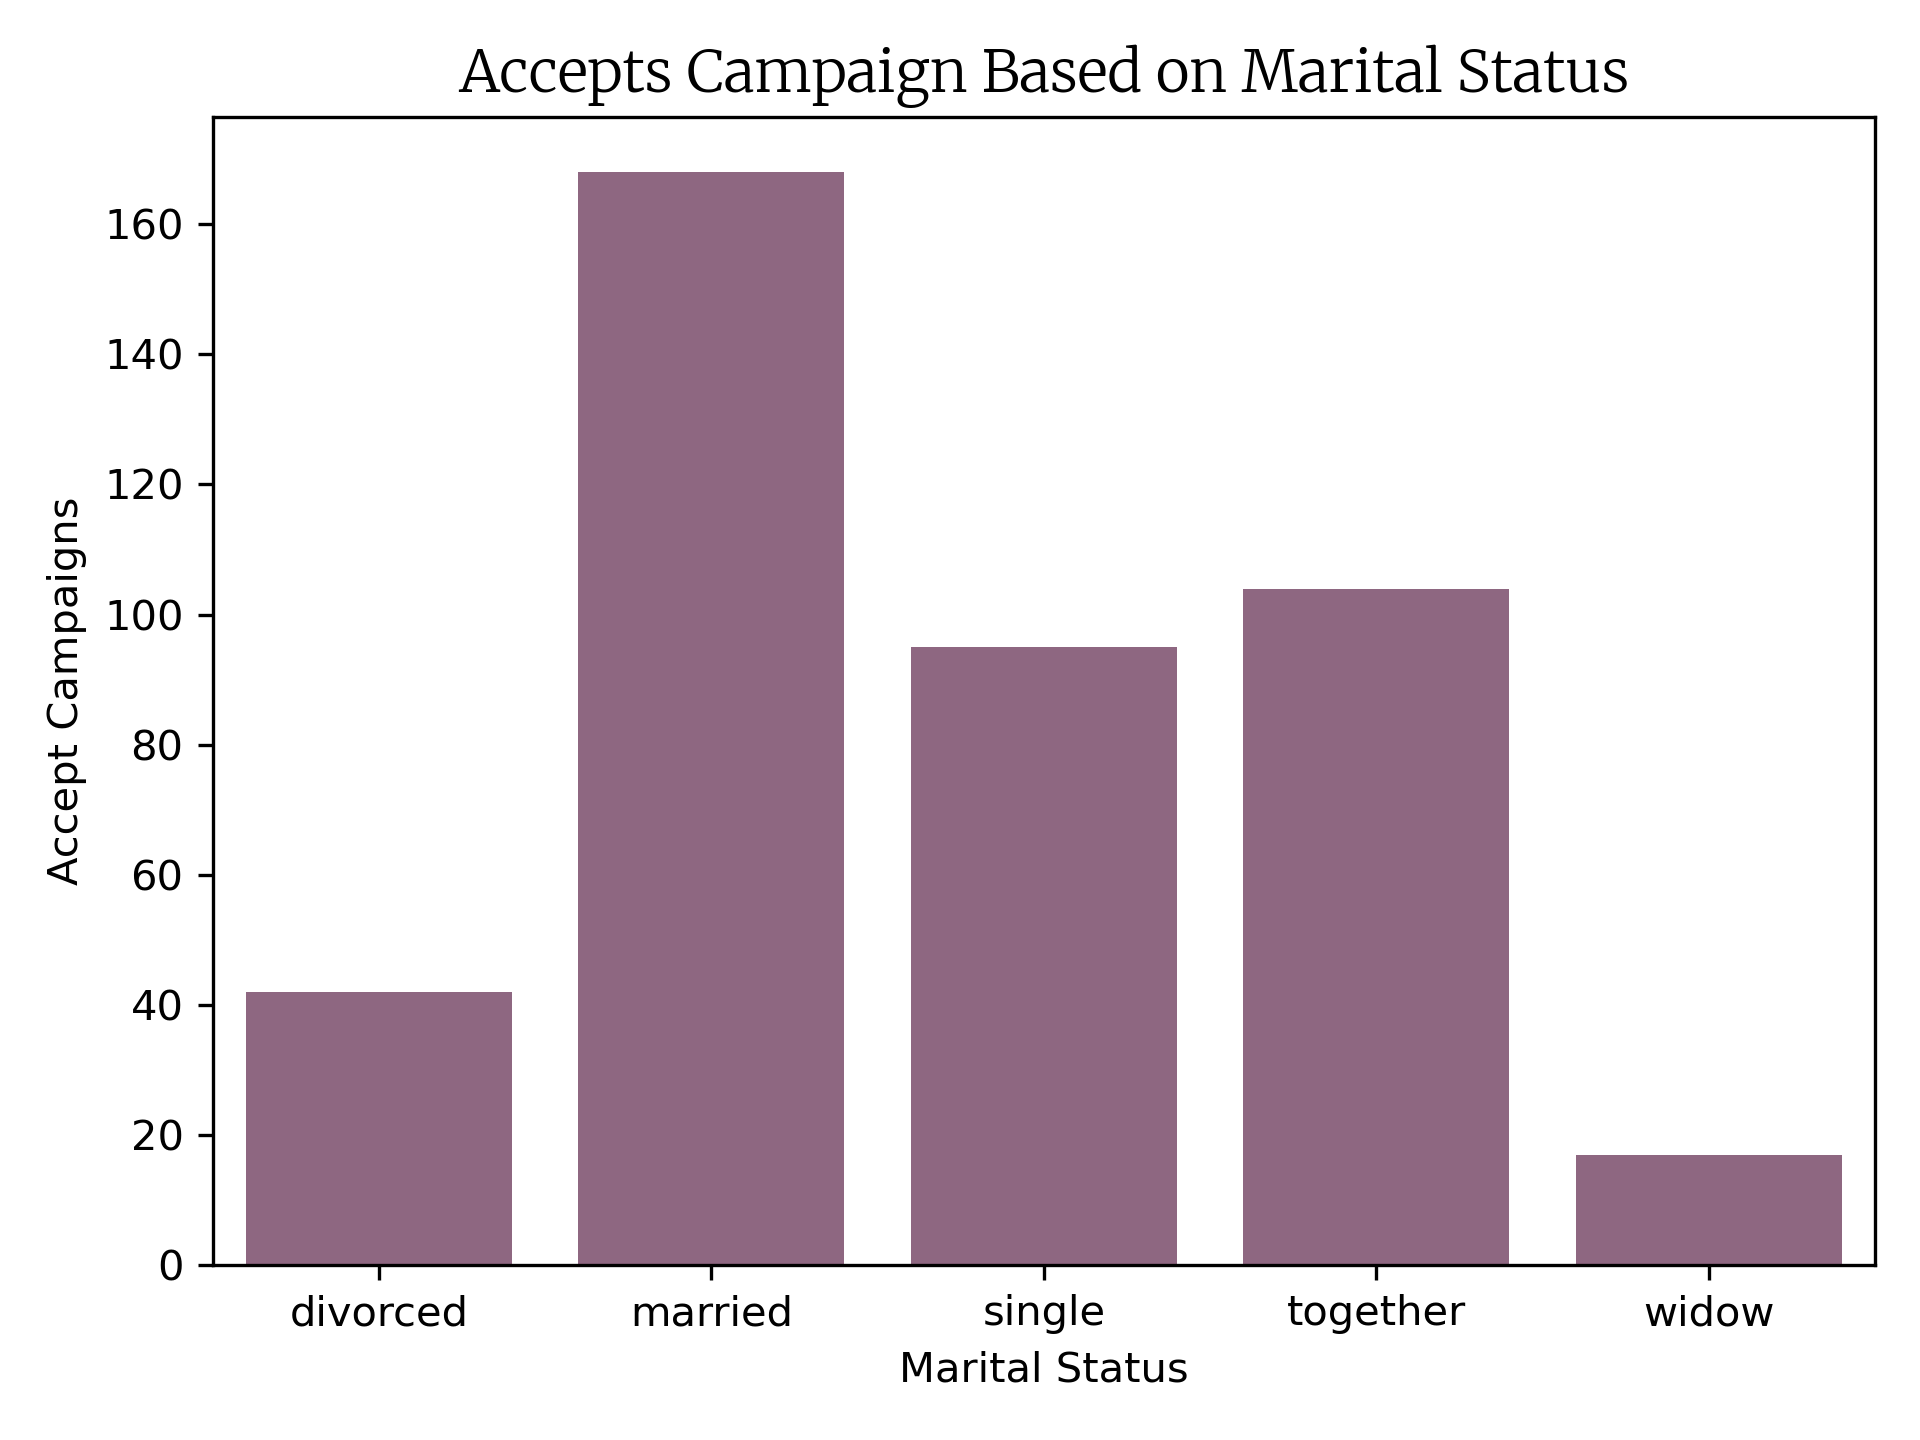 Accepts Campaign Based on Marital Status
Accept Campaigns
160
140
120
100
80
60
40
20
0
divorced married single together widow
Marital Status